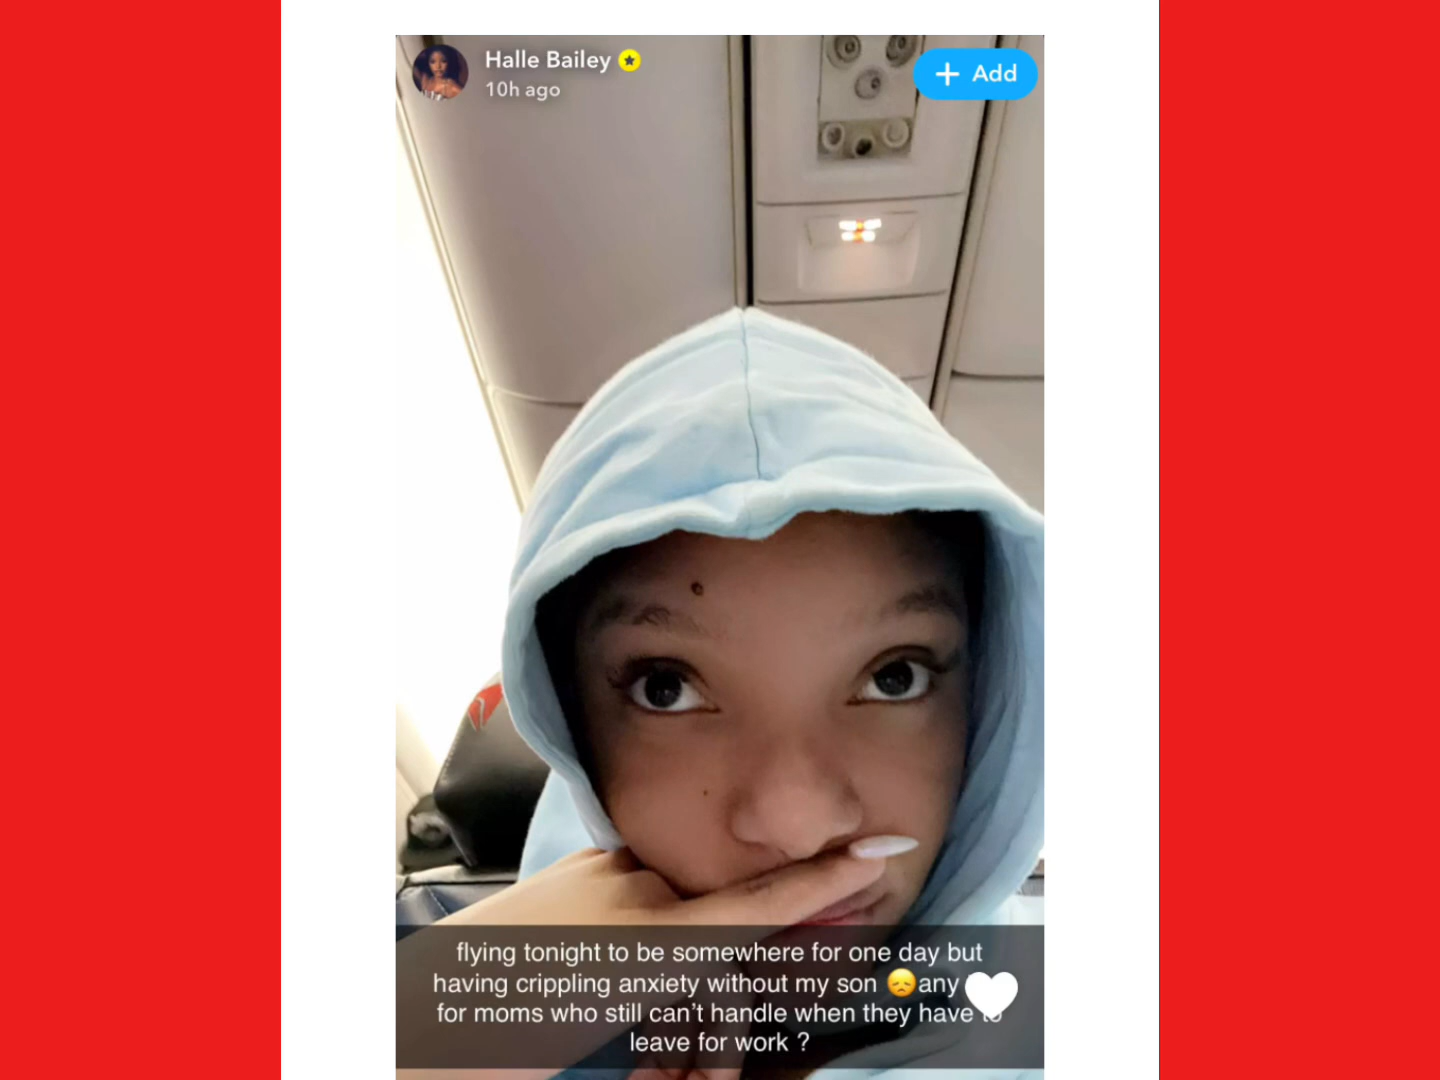 Halle Bailey
10h ago
Add
flying tonight to be somewhere for one day but
having crippling anxiety without my son 😞any
for moms who still can't handle when they have to
leave for work ?